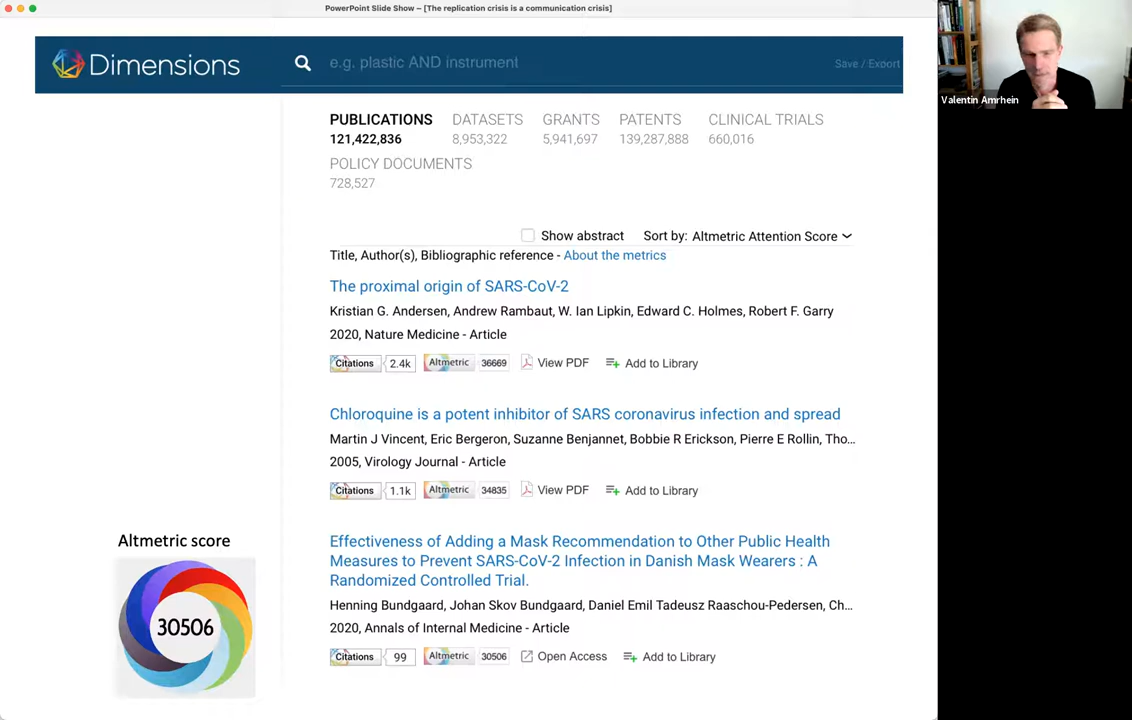 PowerPoint Slide Show – [The replication crisis is a communication crisis]
Dimensions
e.g. plastic AND instrument
Save / Export
PUBLICATIONS DATASETS GRANTS PATENTS CLINICAL TRIALS
121,422,836 8,953,322 5,941,697 139,287,888 660,016
POLICY DOCUMENTS
728,527
Show abstract Sort by: Altmetric Attention Score
Title, Author(s), Bibliographic reference - About the metrics
The proximal origin of SARS-CoV-2
Kristian G. Andersen, Andrew Rambaut, W. Ian Lipkin, Edward C. Holmes, Robert F. Garry
2020, Nature Medicine - Article
Citations 2.4k Altmetric 36669 View PDF Add to Library
Chloroquine is a potent inhibitor of SARS coronavirus infection and spread
Martin J Vincent, Eric Bergeron, Suzanne Benjannet, Bobbie R Erickson, Pierre E Rollin, Tho...
2005, Virology Journal - Article
Citations 1.1k Altmetric 34835 View PDF Add to Library
Effectiveness of Adding a Mask Recommendation to Other Public Health
Measures to Prevent SARS-CoV-2 Infection in Danish Mask Wearers : A
Randomized Controlled Trial.
Henning Bundgaard, Johan Skov Bundgaard, Daniel Emil Tadeusz Raaschou-Pedersen, Ch...
2020, Annals of Internal Medicine - Article
Citations 99 Altmetric 30506 Open Access Add to Library
Altmetric score
30506
Valentin Amrhein